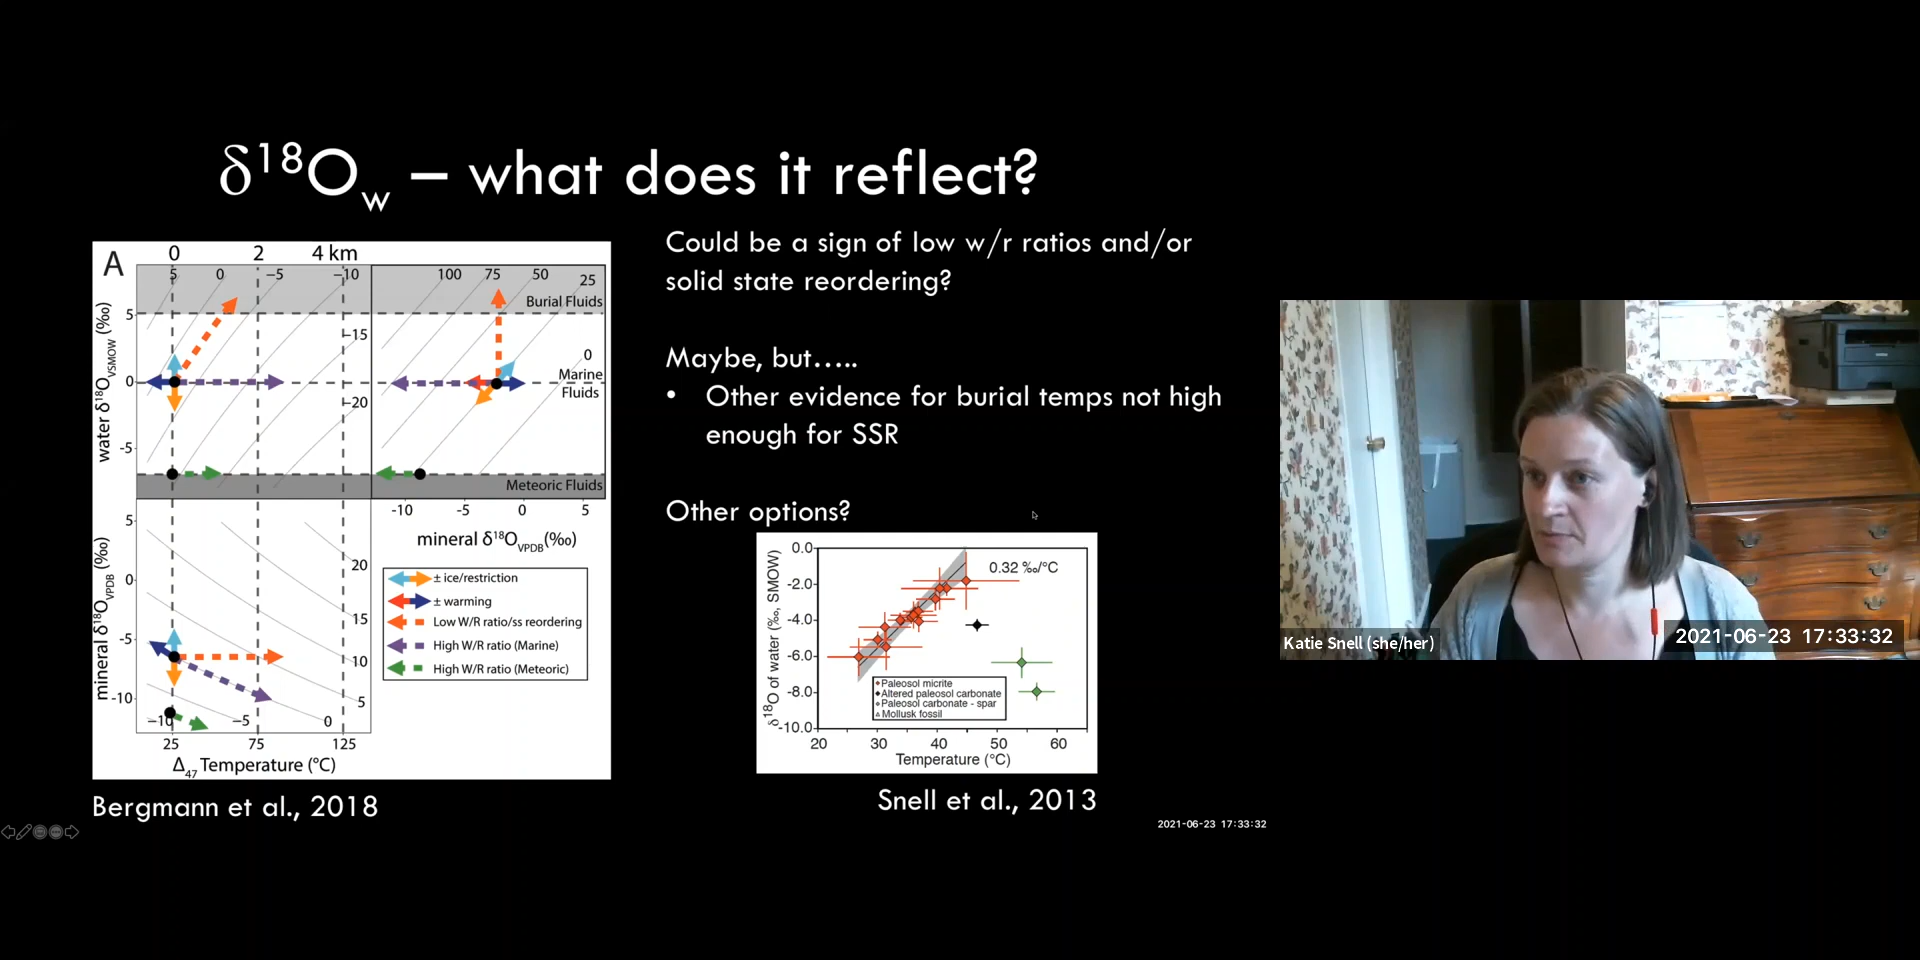 δ18Ow – what does it reflect?
A
0 2 4 km
5 0 −5 −10 100 75 50 25
Burial Fluids
5
−15
0
0
Marine
Fluids
−20
-5
Meteoric Fluids
water δ18OVSMOW (‰)
-10 -5 0 5
mineral δ18OVPDB(‰)
5
0
-5
-10
mineral δ18OVPDB (‰)
20
15
10
5
−10 −5 0
25 75 125
Δ47 Temperature (°C)
± ice/restriction
± warming
Low W/R ratio/ss reordering
High W/R ratio (Marine)
High W/R ratio (Meteoric)
Bergmann et al., 2018
Could be a sign of low w/r ratios and/or
solid state reordering?
Maybe, but.....
• Other evidence for burial temps not high
enough for SSR
Other options?
0.0
-2.0
-4.0
-6.0
-8.0
-10.0
δ18O of water (‰, SMOW)
0.32 ‰/°C
Paleosol micrite
Altered paleosol carbonate
Paleosol carbonate - spar
Mollusk fossil
20 30 40 50 60
Temperature (°C)
Snell et al., 2013
2021-06-23 17:33:32
Katie Snell (she/her)
2021-06-23 17:33:32